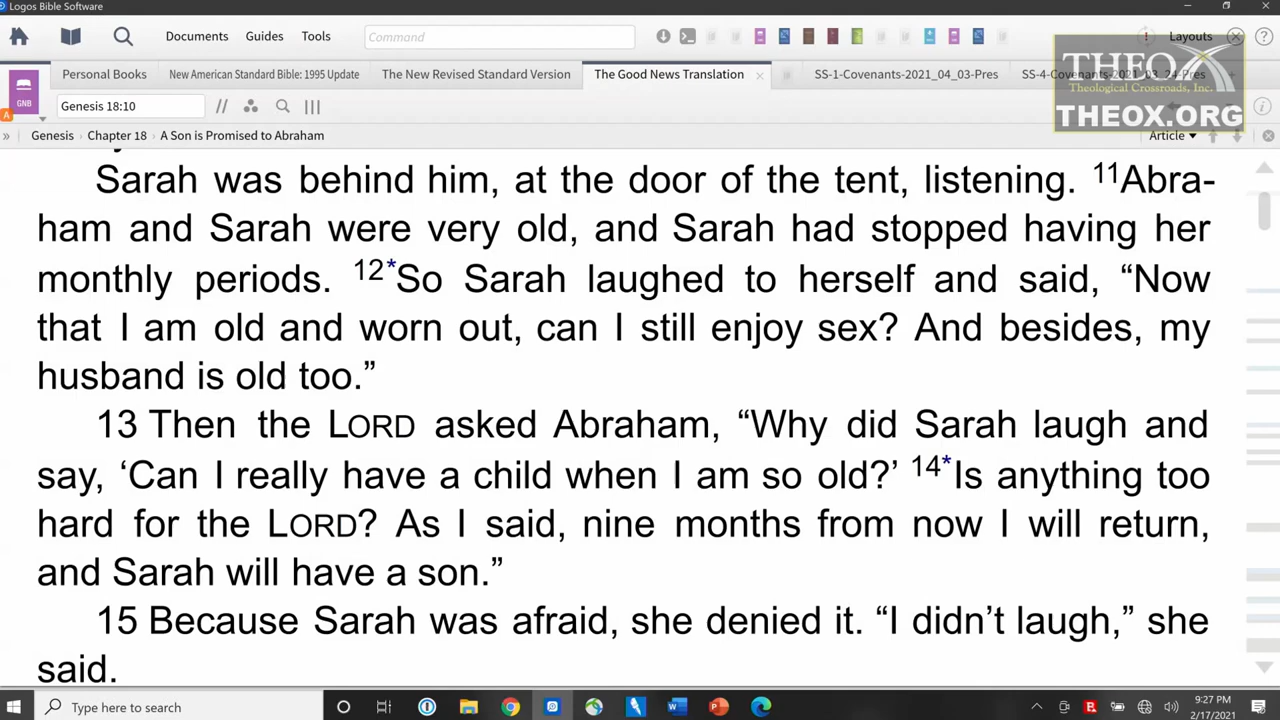 Logos Bible Software
Documents Guides Tools Command Layouts
THEOX
Theological Crossroads, Inc.
THEOX.ORG
Personal Books New American Standard Bible: 1995 Update The New Revised Standard Version The Good News Translation SS-1-Covenants-2021_04_03-Pres SS-4-Covenants-2021_03_24-Pres
GNB
Genesis 18:10
A
Genesis Chapter 18 A Son is Promised to Abraham Article
Sarah was behind him, at the door of the tent, listening. 11Abra-
ham and Sarah were very old, and Sarah had stopped having her
monthly periods. 12*So Sarah laughed to herself and said, “Now
that I am old and worn out, can I still enjoy sex? And besides, my
husband is old too.”
13 Then the LORD asked Abraham, “Why did Sarah laugh and
say, ‘Can I really have a child when I am so old?’ 14*Is anything too
hard for the LORD? As I said, nine months from now I will return,
and Sarah will have a son.”
15 Because Sarah was afraid, she denied it. “I didn’t laugh,” she
said.
Type here to search
9:27 PM
2/17/2021